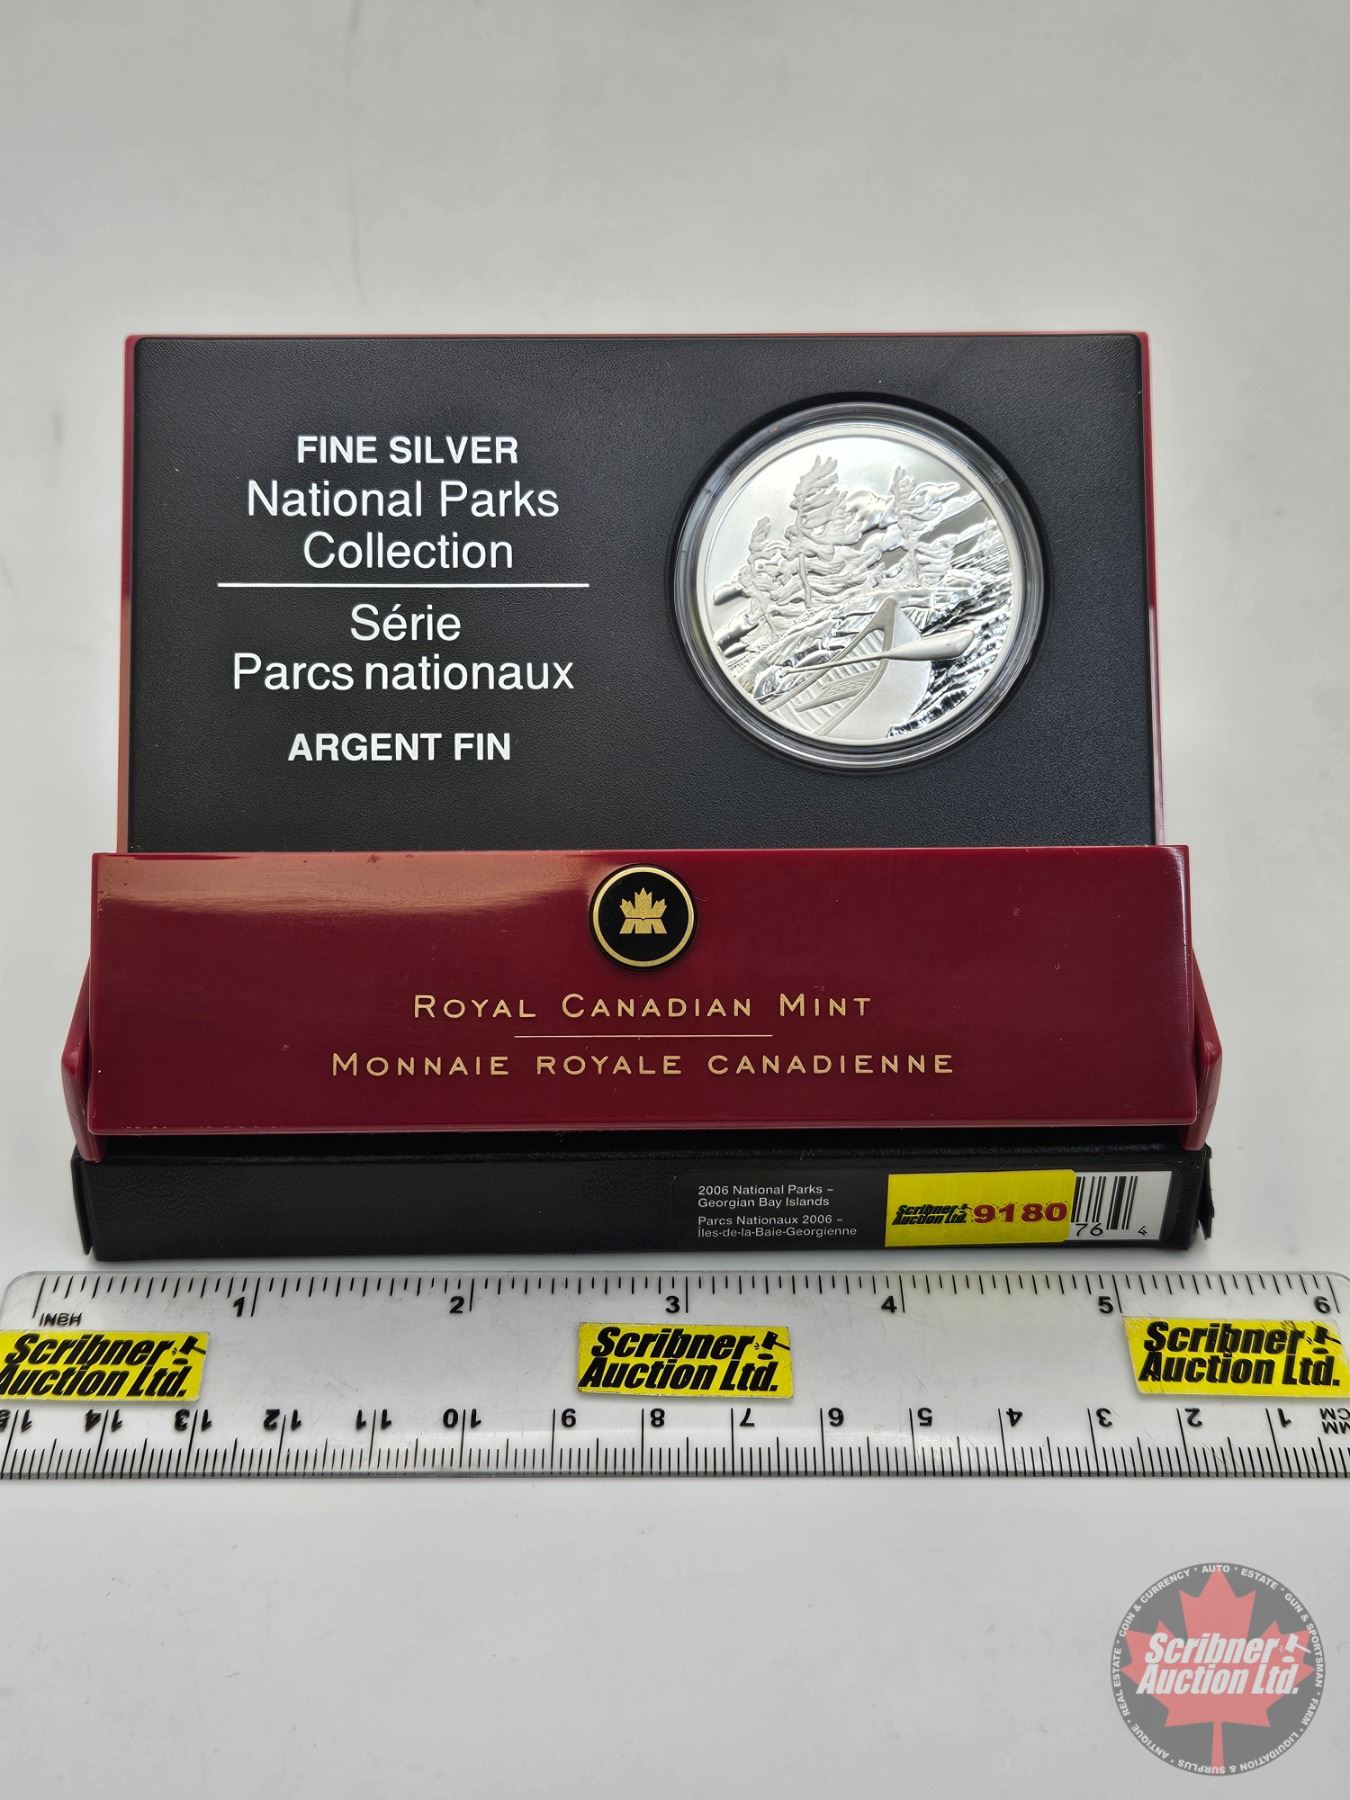 FINE SILVER
National Parks
Collection
Série
Parcs nationaux
ARGENT FIN
ROYAL CANADIAN MINT
MONNAIE ROYALE CANADIENNE
2006 National Parks –
Georgian Bay Islands
Parcs Nationaux 2006 –
Îles-de-la-Baie-Georgienne
Scribner
Auction Ltd.
9180
76 4
1 2 3 4 5 6
INCH
Scribner
Auction Ltd.
Scribner
Auction Ltd.
Scribner
Auction Ltd.
15 14 13 12 11 10 9 8 7 6 5 4 3 2 1
MM
CM
COIN & CURRENCY • AUTO • ESTATE • GUN & SPORTSMAN • FARM • LIQUIDATION & SURPLUS • ANTIQUE • REAL ESTATE •
Scribner
Auction Ltd.